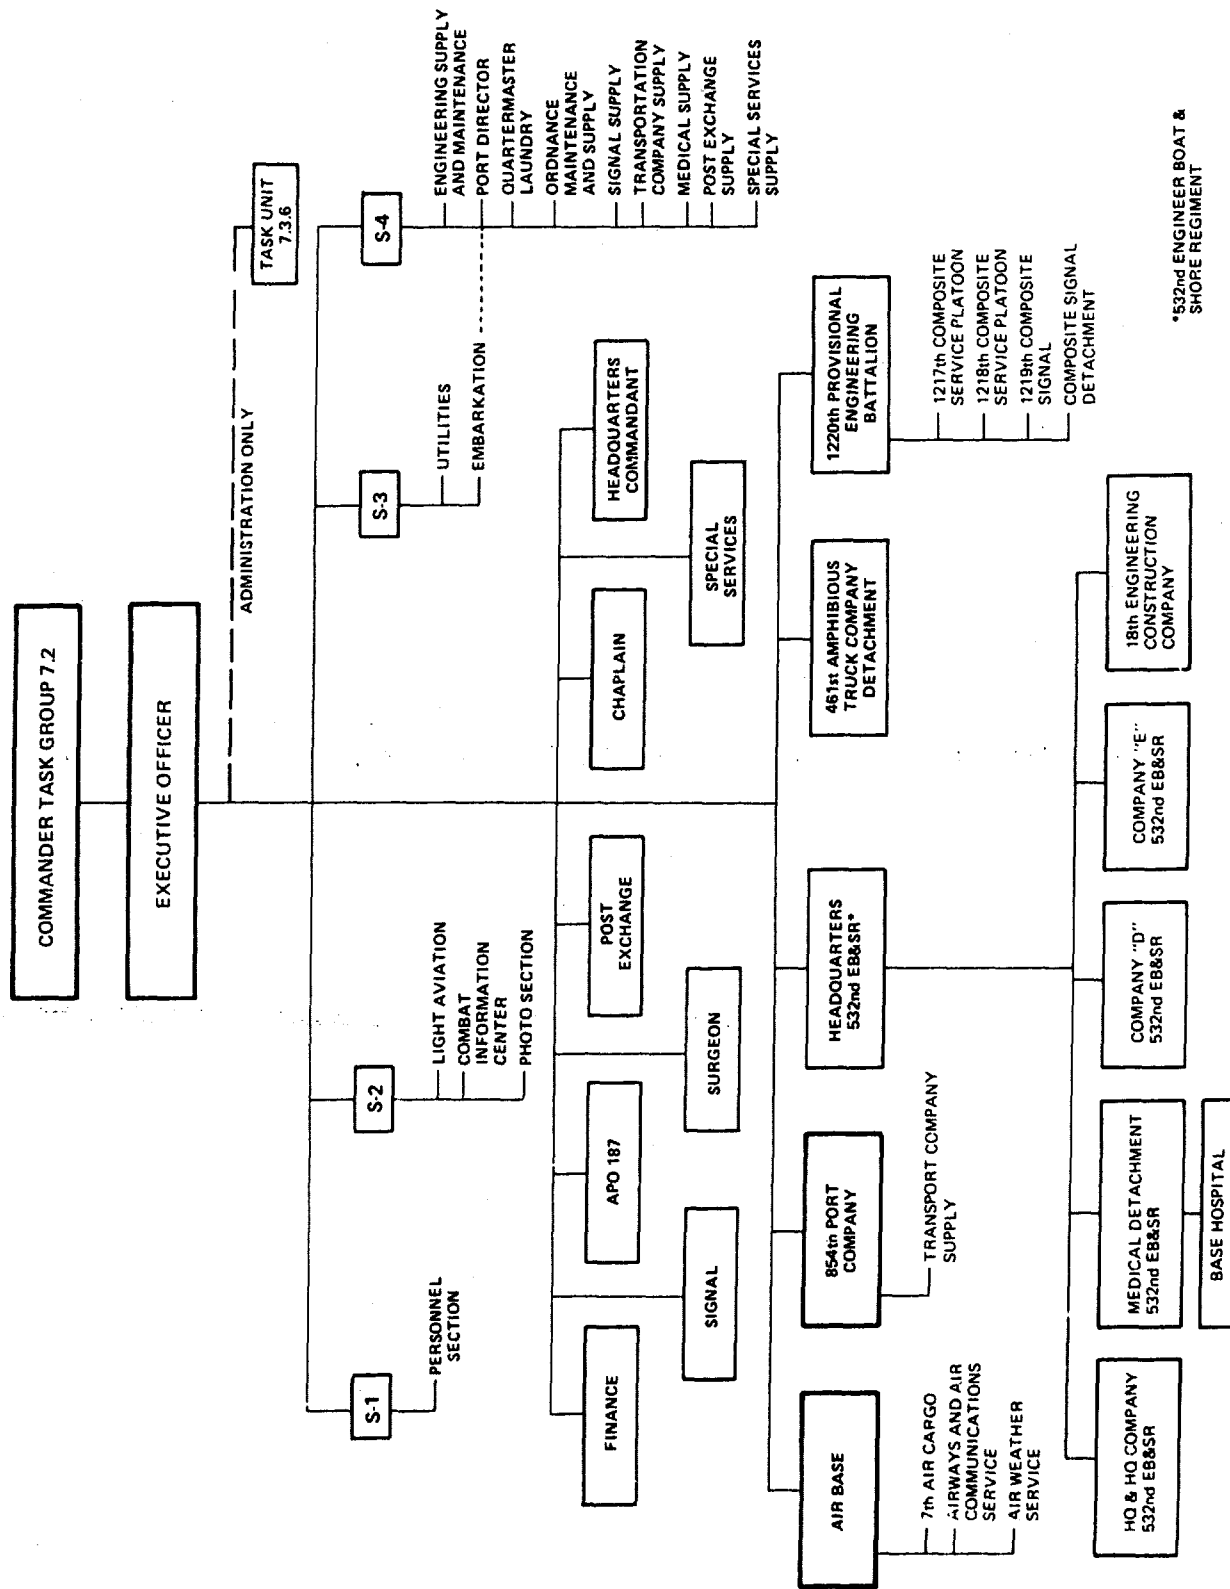 COMMANDER TASK GROUP 7.2
EXECUTIVE OFFICER
ADMINISTRATION ONLY
TASK UNIT
7.3.6
S-1
PERSONNEL
SECTION
S-2
LIGHT AVIATION
COMBAT
INFORMATION
CENTER
PHOTO SECTION
S-3
UTILITIES
EMBARKATION
S-4
ENGINEERING SUPPLY
AND MAINTENANCE
PORT DIRECTOR
QUARTERMASTER
LAUNDRY
ORDNANCE
MAINTENANCE
AND SUPPLY
SIGNAL SUPPLY
TRANSPORTATION
COMPANY SUPPLY
MEDICAL SUPPLY
POST EXCHANGE
SUPPLY
SPECIAL SERVICES
SUPPLY
FINANCE
APO 187
POST
EXCHANGE
CHAPLAIN
HEADQUARTERS
COMMANDANT
SIGNAL
SURGEON
SPECIAL
SERVICES
AIR BASE
7th AIR CARGO
AIRWAYS AND AIR
COMMUNICATIONS
SERVICE
AIR WEATHER
SERVICE
854th PORT
COMPANY
TRANSPORT COMPANY
SUPPLY
HEADQUARTERS
532nd EB&SR*
461st AMPHIBIOUS
TRUCK COMPANY
DETACHMENT
1220th PROVISIONAL
ENGINEERING
BATTALION
1217th COMPOSITE
SERVICE PLATOON
1218th COMPOSITE
SERVICE PLATOON
1219th COMPOSITE
SIGNAL
COMPOSITE SIGNAL
DETACHMENT
HQ & HQ COMPANY
532nd EB&SR
MEDICAL DETACHMENT
532nd EB&SR
BASE HOSPITAL
COMPANY "D"
532nd EB&SR
COMPANY "E"
532nd EB&SR
18th ENGINEERING
CONSTRUCTION
COMPANY
*532nd ENGINEER BOAT &
SHORE REGIMENT